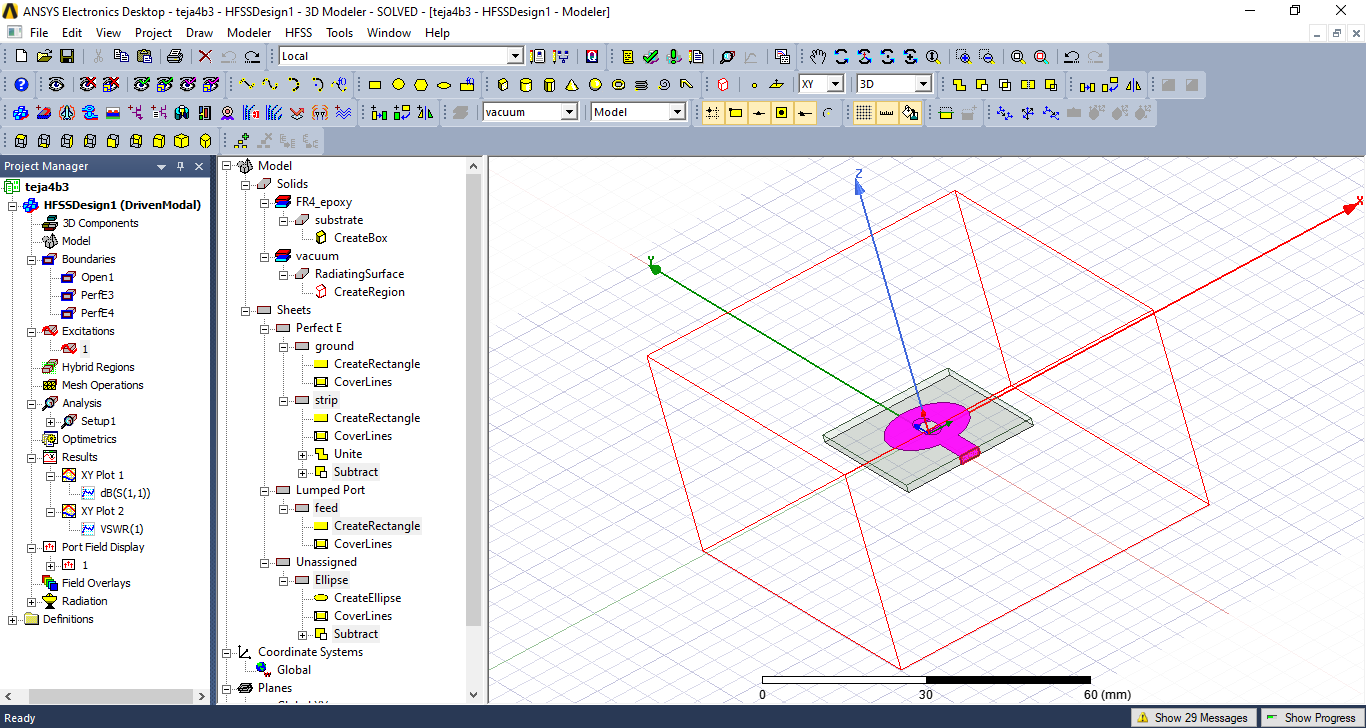 ANSYS Electronics Desktop - teja4b3 - HFSSDesign1 - 3D Modeler - SOLVED - [teja4b3 - HFSSDesign1 - Modeler]
File Edit View Project Draw Modeler HFSS Tools Window Help
Local
XY 3D
vacuum Model
Project Manager
teja4b3
HFSSDesign1 (DrivenModal)
3D Components
Model
Boundaries
Open1
PerfE3
PerfE4
Excitations
1
Hybrid Regions
Mesh Operations
Analysis
Setup1
Optimetrics
Results
XY Plot 1
dB(S(1,1))
XY Plot 2
VSWR(1)
Port Field Display
1
Field Overlays
Radiation
Definitions
Model
Solids
FR4_epoxy
substrate
CreateBox
vacuum
RadiatingSurface
CreateRegion
Sheets
Perfect E
ground
CreateRectangle
CoverLines
strip
CreateRectangle
CoverLines
Unite
Subtract
Lumped Port
feed
CreateRectangle
CoverLines
Unassigned
Ellipse
CreateEllipse
CoverLines
Subtract
Coordinate Systems
Global
Planes
Z
X
Y
0 30 60 (mm)
Ready
Show 29 Messages Show Progress